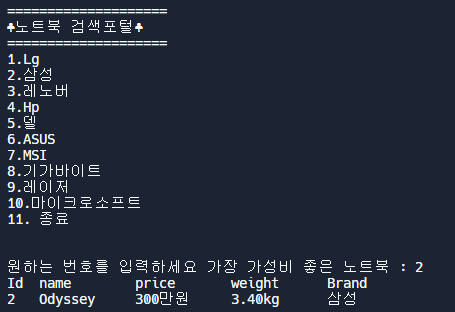 ====================
♣노트북 검색포털♣
====================
1.Lg
2.삼성
3.레노버
4.Hp
5.델
6.ASUS
7.MSI
8.기가바이트
9.레이저
10.마이크로소프트
11. 종료
원하는 번호를 입력하세요 가장 가성비 좋은 노트북 : 2
Id name price weight Brand
2 Odyssey 300만원 3.40kg 삼성